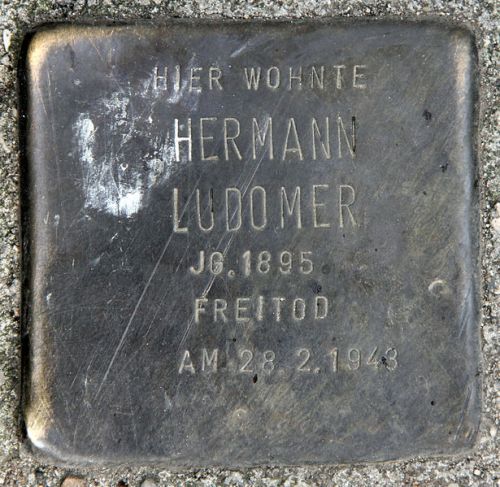 HIER WOHNTE
HERMANN
LUDOMER
JG. 1895
FREITOD
AM 28. 2. 1943